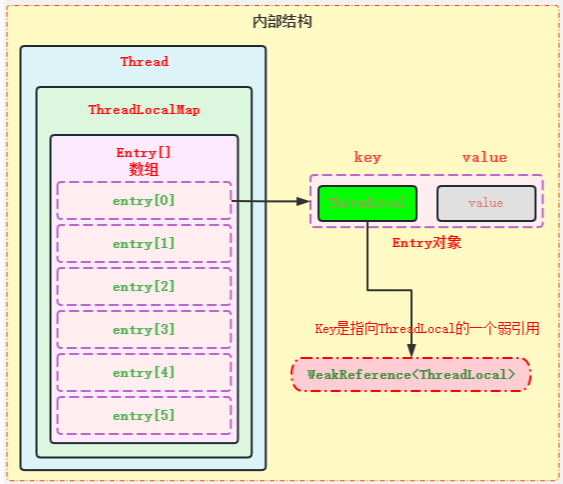 内部结构
Thread
ThreadLocalMap
Entry[]
数组
entry[0]
entry[1]
entry[2]
entry[3]
entry[4]
entry[5]
key
value
ThreadLocal
value
Entry对象
Key是指向ThreadLocal的一个弱引用
WeakReference<ThreadLocal>